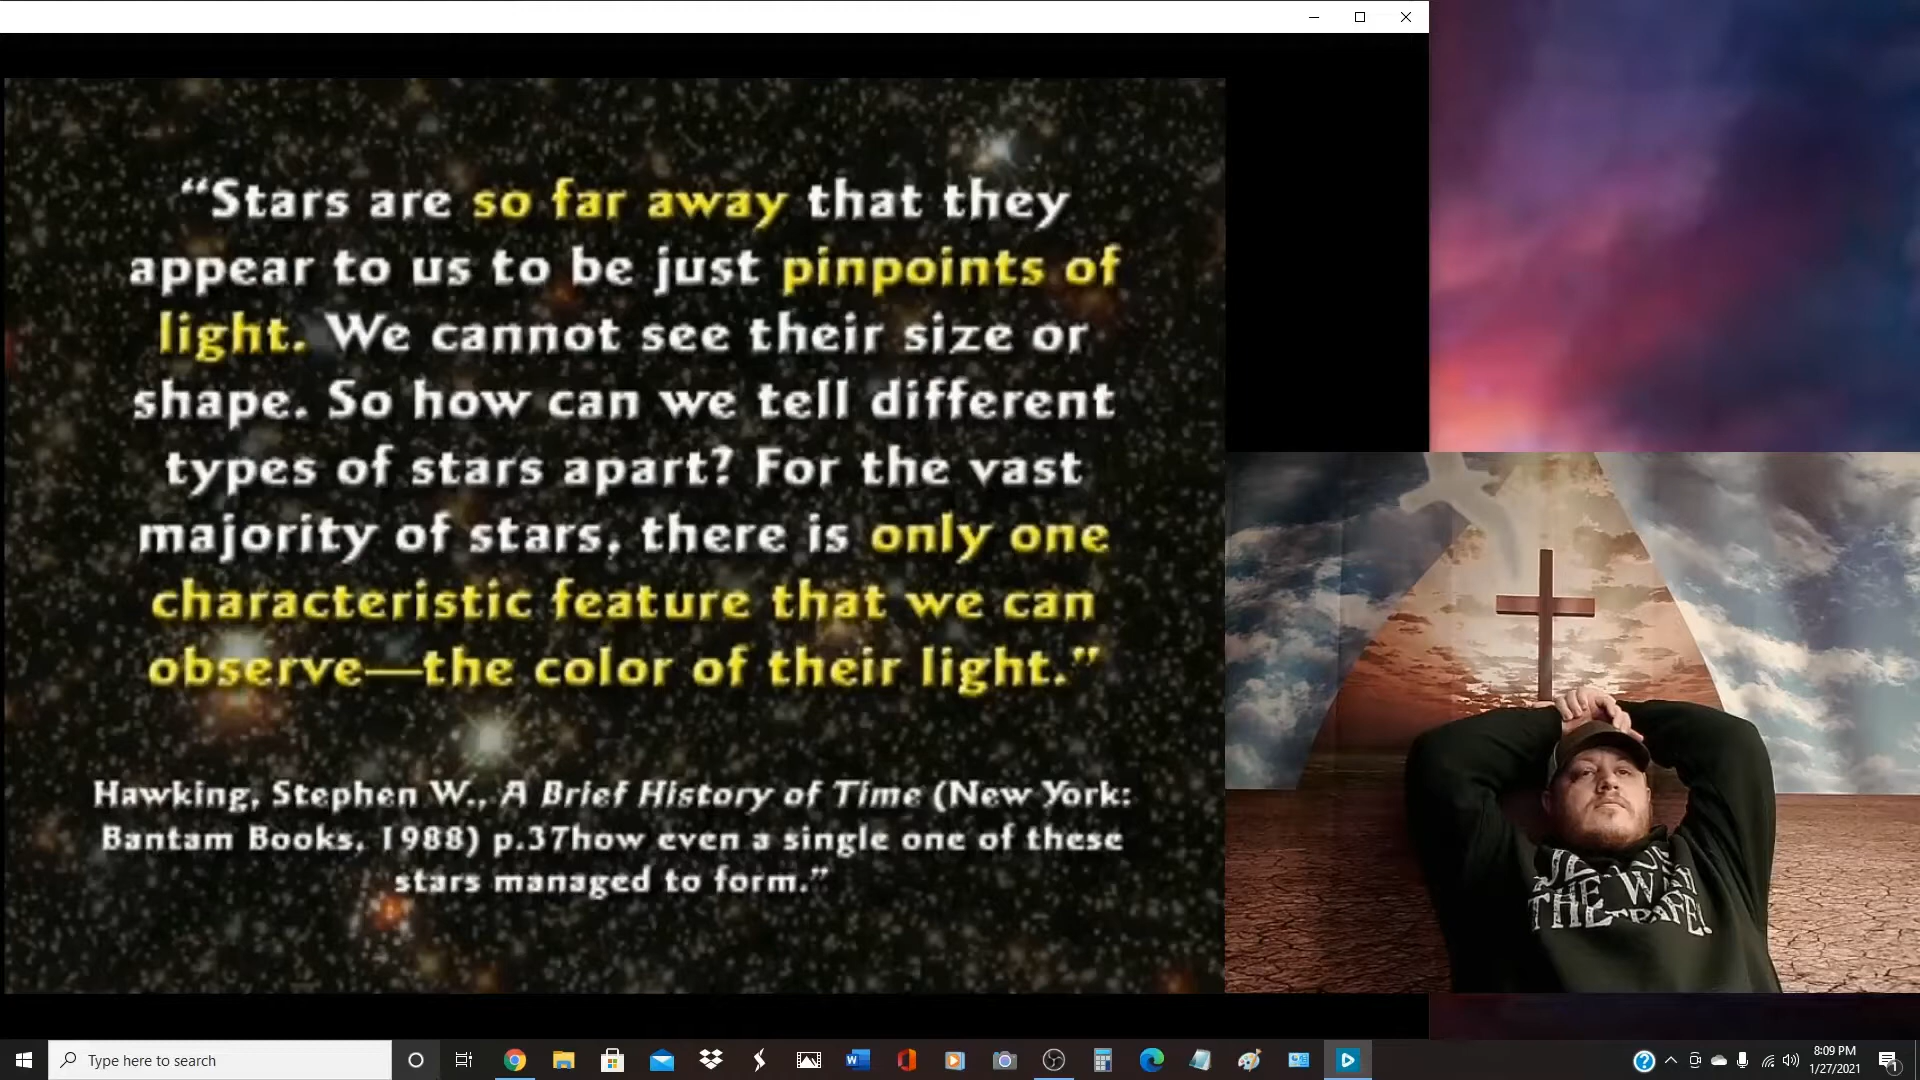 “Stars are so far away that they
appear to us to be just pinpoints of
light. We cannot see their size or
shape. So how can we tell different
types of stars apart? For the vast
majority of stars, there is only one
characteristic feature that we can
observe—the color of their light.”
Hawking, Stephen W., A Brief History of Time (New York:
Bantam Books, 1988) p.37how even a single one of these
stars managed to form.”
THE W
Type here to search
8:09 PM
1/27/2021